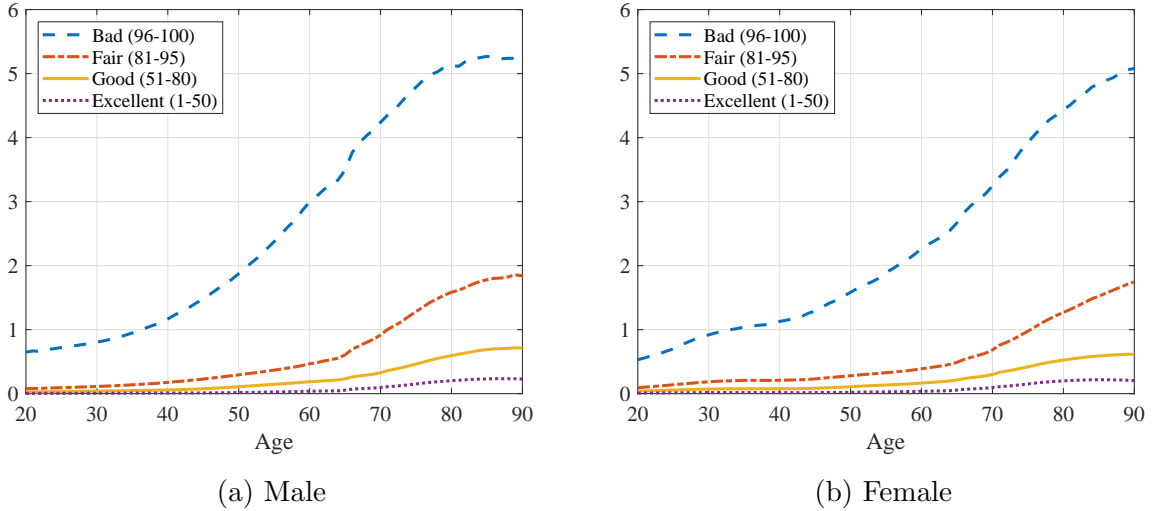 6
5
4
3
2
1
0
Bad (96-100)
Fair (81-95)
Good (51-80)
Excellent (1-50)
20 30 40 50 60 70 80 90
Age
(a) Male
6
5
4
3
2
1
0
Bad (96-100)
Fair (81-95)
Good (51-80)
Excellent (1-50)
20 30 40 50 60 70 80 90
Age
(b) Female